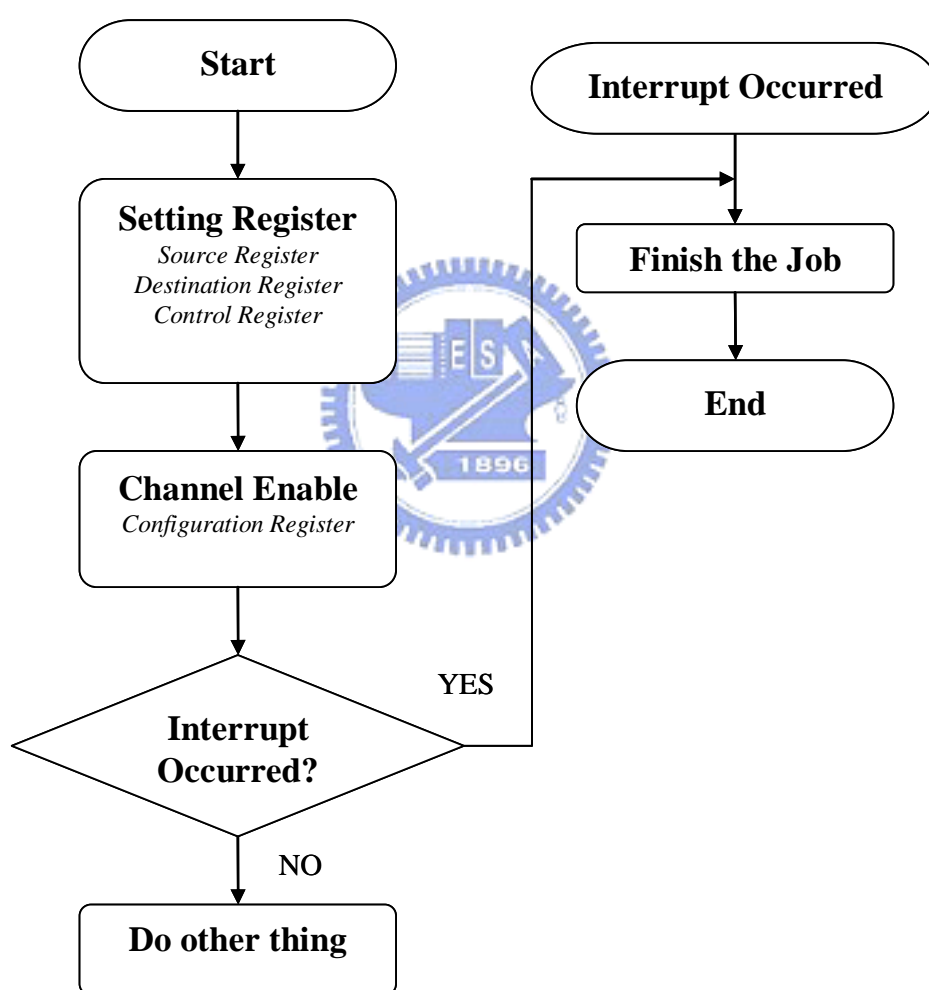 Start
Setting Register
Source Register
Destination Register
Control Register
Channel Enable
Configuration Register
Interrupt
Occurred?
YES
NO
Do other thing
Interrupt Occurred
Finish the Job
End
E S
1896